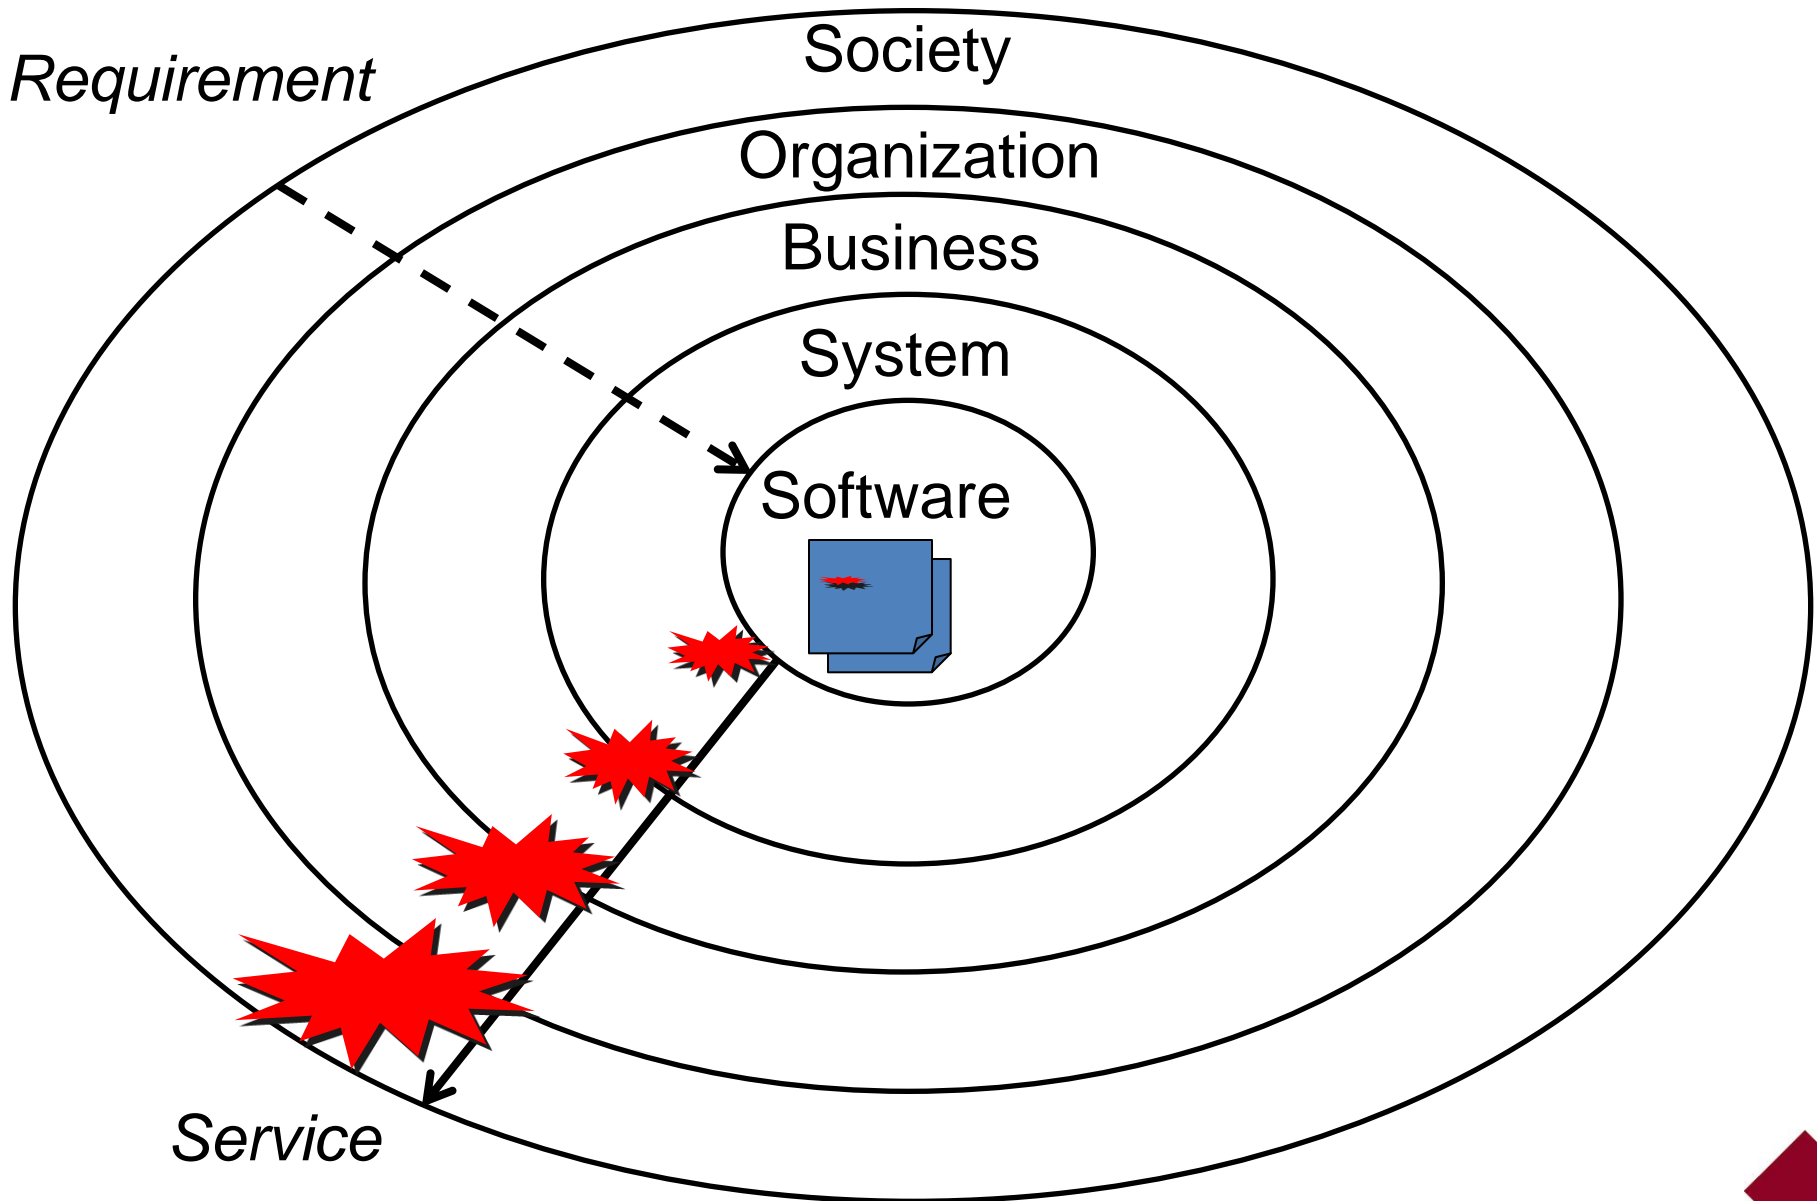 Society
Requirement
Organization
Business
System
Software
Service